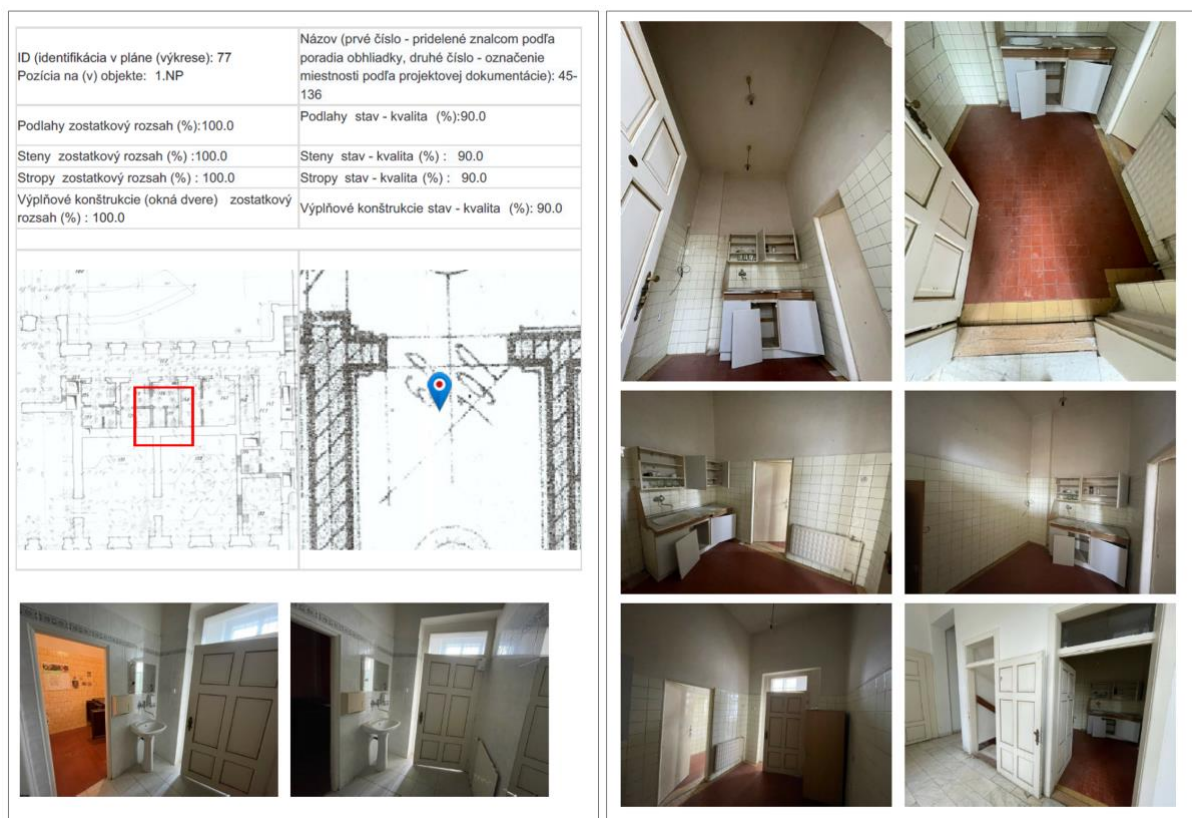 ID (identifikácia v pláne (výkrese): 77
Pozícia na (v) objekte: 1.NP
Názov (prvé číslo - pridelené znalcom podľa
poradia obhliadky, druhé číslo - označenie
miestnosti podľa projektovej dokumentácie): 45-
136
Podlahy zostatkový rozsah (%):100.0
Podlahy stav - kvalita (%):90.0
Steny zostatkový rozsah (%) :100.0
Steny stav - kvalita (%) : 90.0
Stropy zostatkový rozsah (%) : 100.0
Stropy stav - kvalita (%) : 90.0
Výplňové konštrukcie (okná dvere) zostatkový
rozsah (%) : 100.0
Výplňové konštrukcie stav - kvalita (%): 90.0